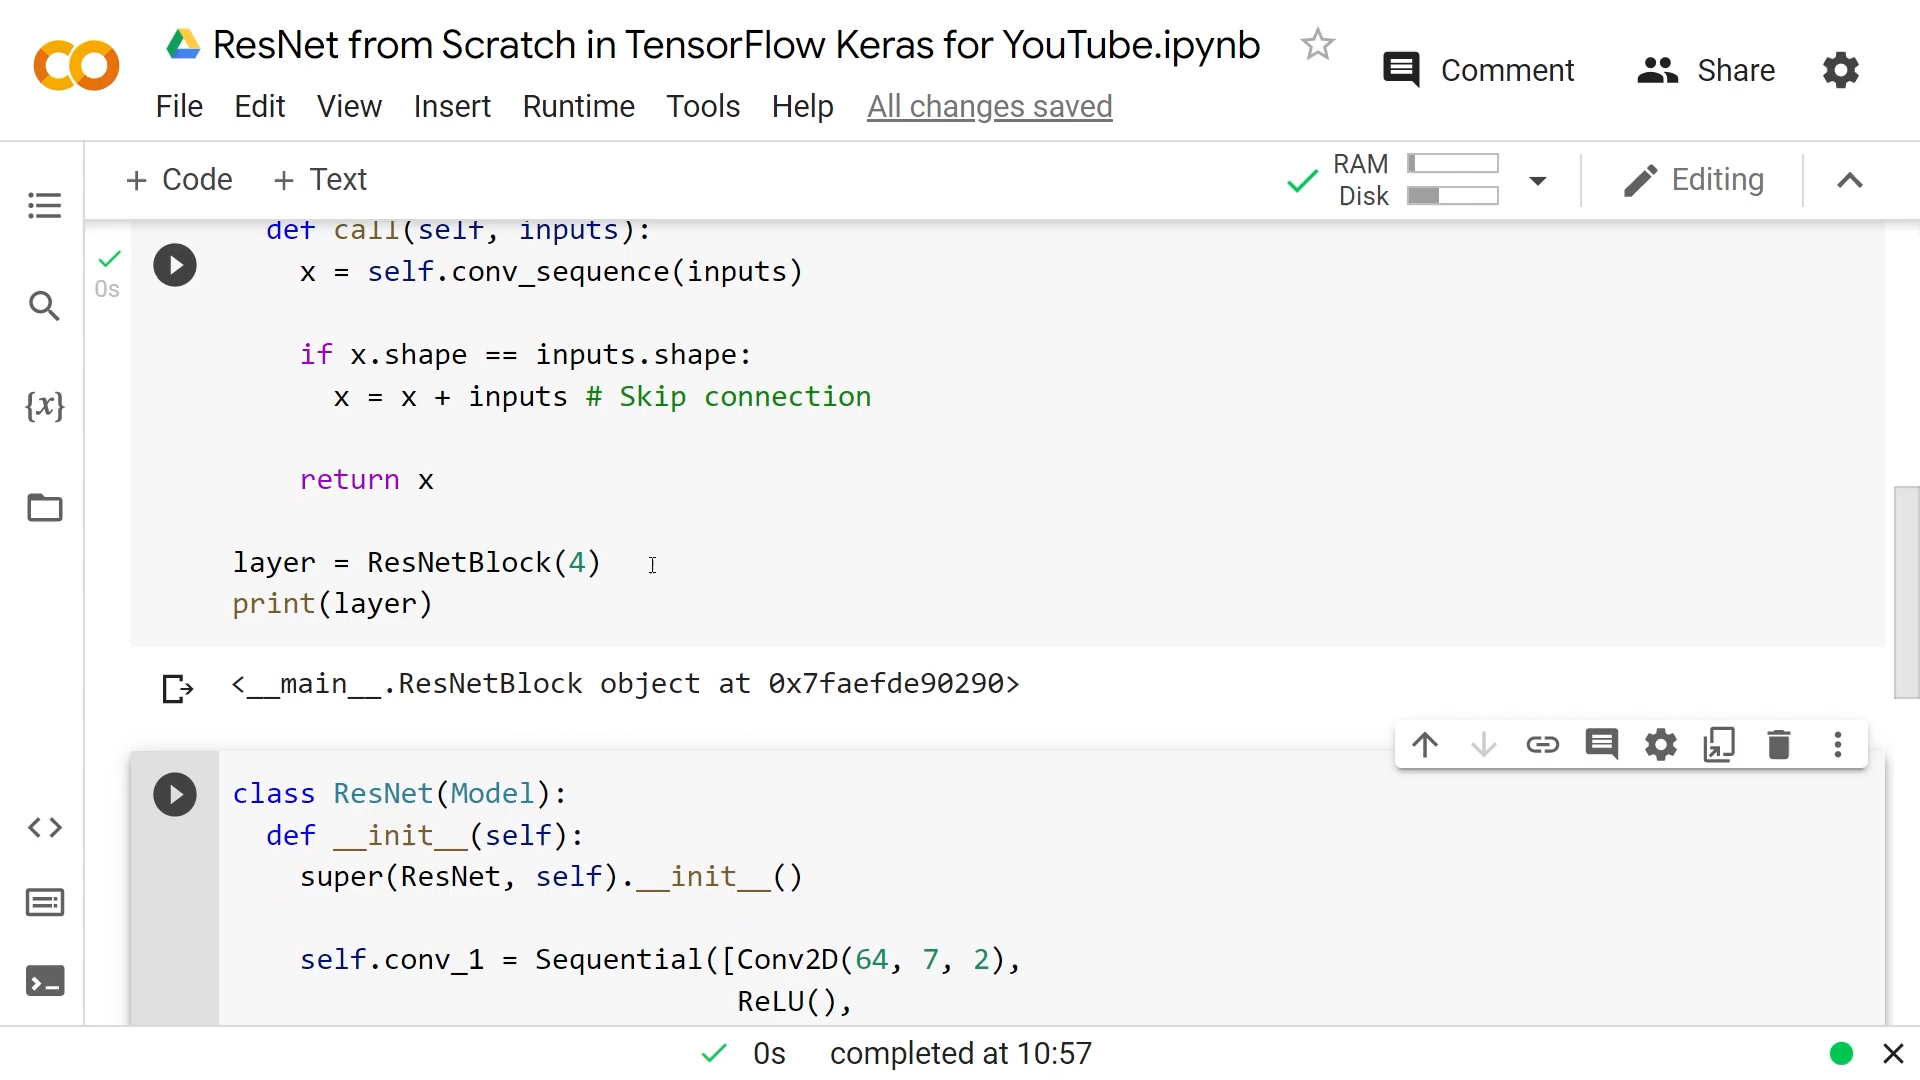 ResNet from Scratch in TensorFlow Keras for YouTube.ipynb
Comment
Share
File Edit View Insert Runtime Tools Help All changes saved
+ Code + Text
RAM
Disk
Editing
def call(self, inputs):
0s
x = self.conv_sequence(inputs)
if x.shape == inputs.shape:
x = x + inputs # Skip connection
return x
layer = ResNetBlock(4)
print(layer)
<__main__.ResNetBlock object at 0x7faefde90290>
class ResNet(Model):
def __init__(self):
super(ResNet, self).__init__()
self.conv_1 = Sequential([Conv2D(64, 7, 2),
ReLU(),
0s completed at 10:57